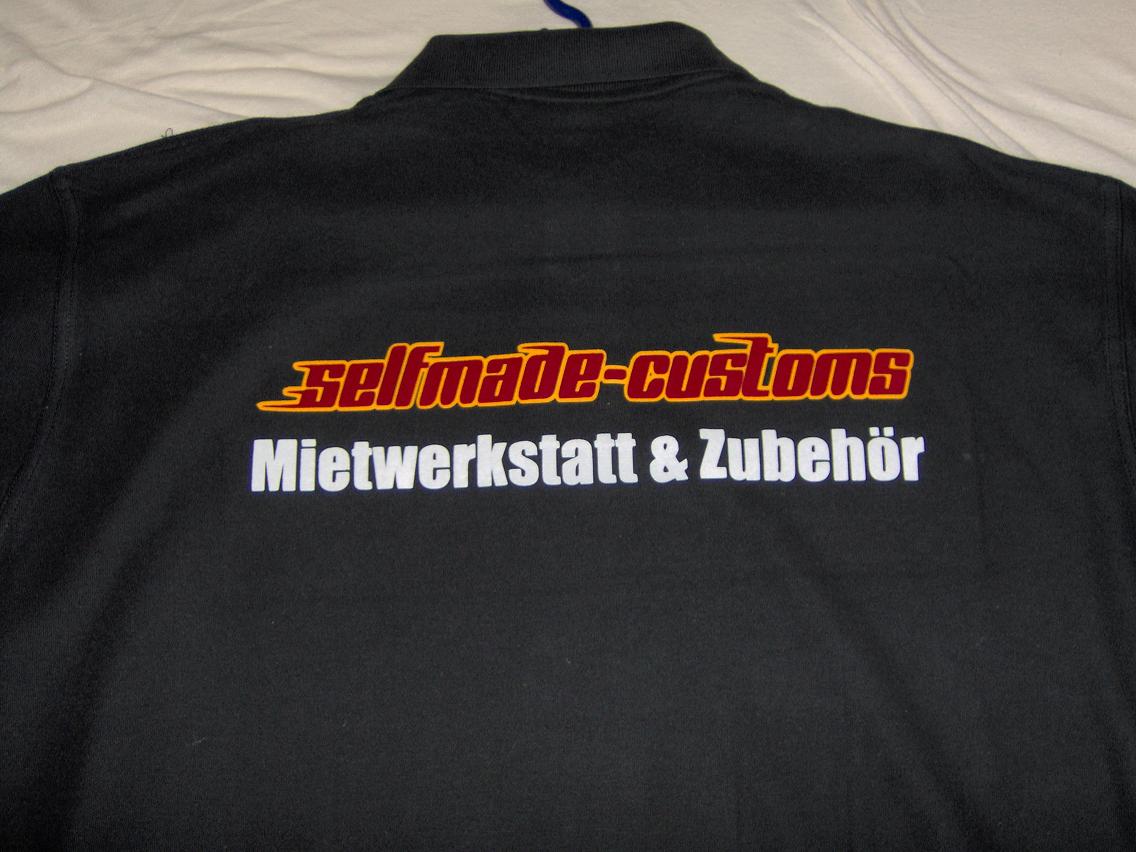 selfmade-customs
Mietwerkstatt & Zubehör